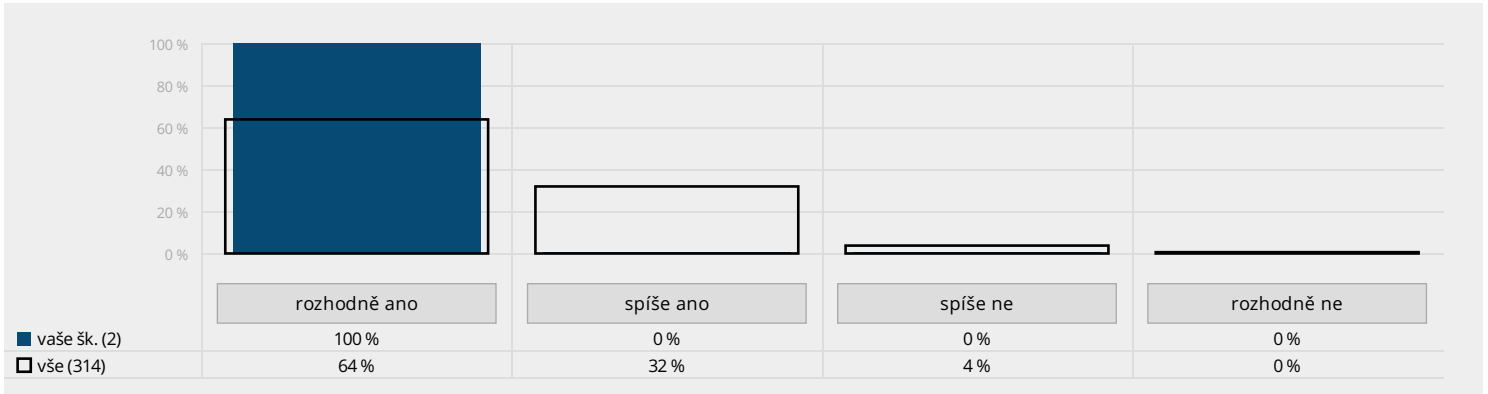 100 %
80 %
60 %
40 %
20 %
0 %
rozhodně ano spíše ano spíše ne rozhodně ne
vaše šk. (2) 100 % 0 % 0 % 0 %
vše (314) 64 % 32 % 4 % 0 %